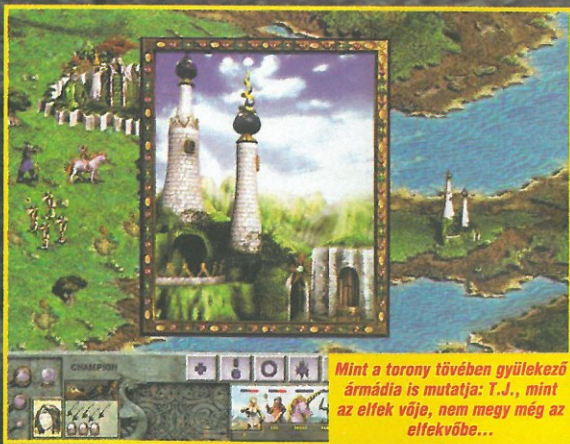 CHAMPION
Mint a torony tövében gyülekező
ármádia is mutatja: T.J., mint
az elfek vője, nem megy még az
elfekvőbe...